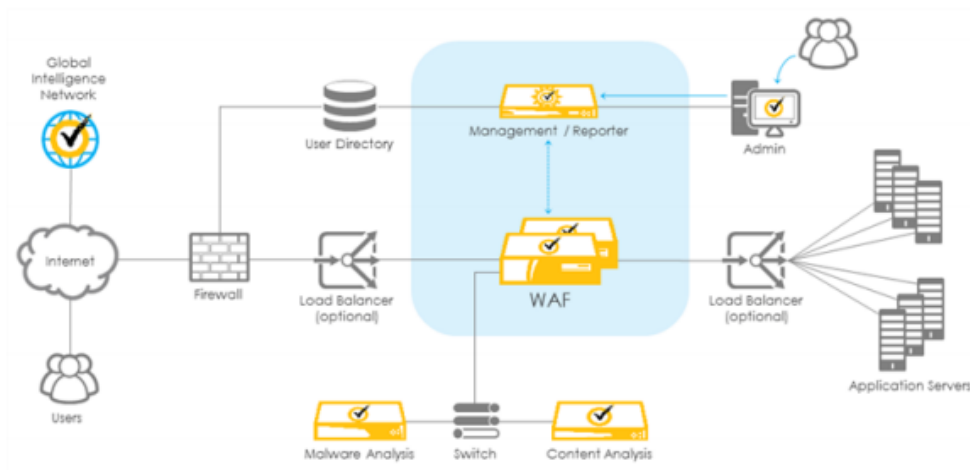 Global
Intelligence
Network
User Directory
Management / Reporter
Admin
Internet
Firewall
Load Balancer
(optional)
WAF
Load Balancer
(optional)
Users
Application Servers
Malware Analysis
Switch
Content Analysis